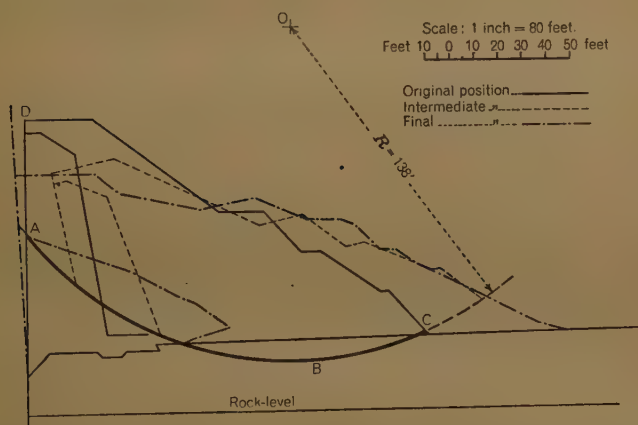 O
Scale: 1 inch = 80 feet.
Feet 10 0 10 20 30 40 50 feet
Original position
Intermediate "
Final "
D
R = 138'
A
C
B
Rock-level